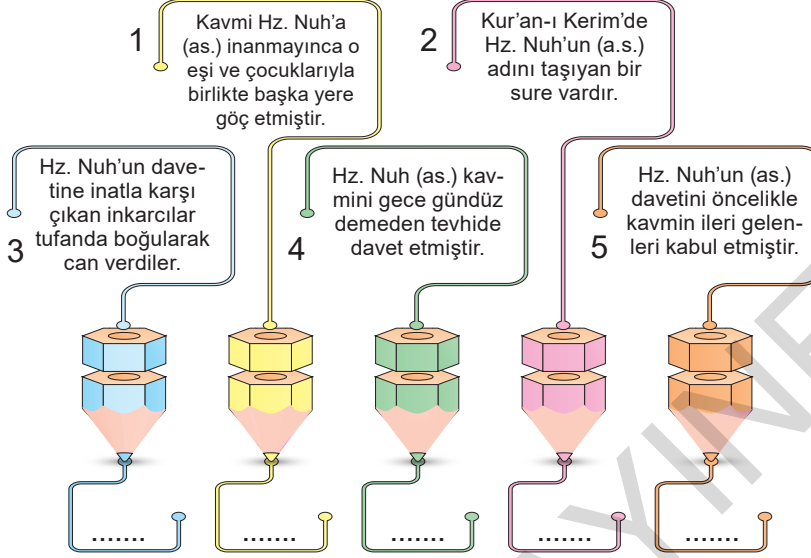 1
Kavmi Hz. Nuh'a
(as.) inanmayınca o
eşi ve çocuklarıyla
birlikte başka yere
göç etmiştir.
2
Kur'an-ı Kerim'de
Hz. Nuh'un (a.s.)
adını taşıyan bir
sure vardır.
3
Hz. Nuh'un dave-
tine inatla karşı
çıkan inkarcılar
tufanda boğularak
can verdiler.
4
Hz. Nuh (as.) kav-
mini gece gündüz
demeden tevhide
davet etmiştir.
5
Hz. Nuh'un (as.)
davetini öncelikle
kavmin ileri gelen-
leri kabul etmiştir.
....... ....... ....... ....... .......